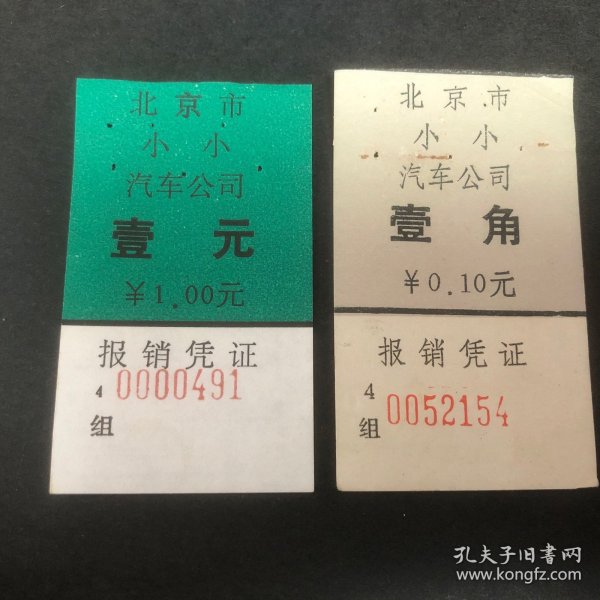 北京市
小小
汽车公司
壹元
￥1.00元
报销凭证
4 0000491
组
北京市
小小
汽车公司
壹角
￥0.10元
报销凭证
4
组 0052154
孔夫子旧书网
www.kongfz.com